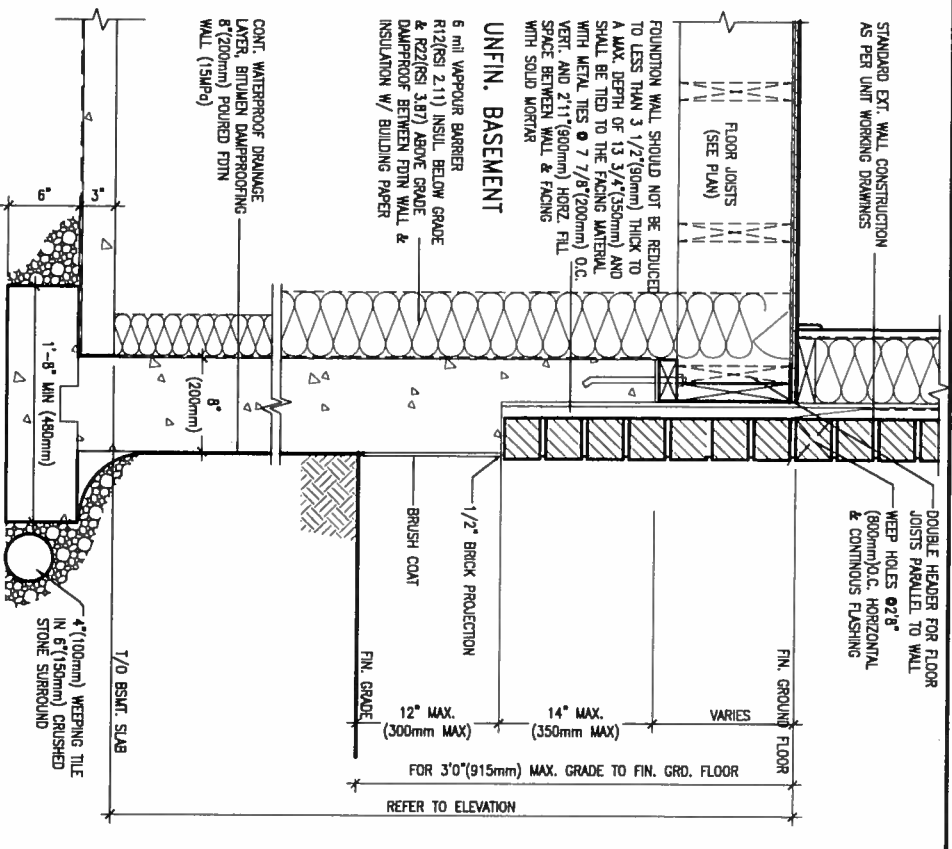 STANDARD EXT. WALL CONSTRUCTION
AS PER UNIT WORKING DRAWINGS
FLOOR JOISTS
(SEE PLAN)
FOUNDTION WALL SHOULD NOT BE REDUCED
TO LESS THAN 3 1/2"(90mm) THICK TO
A MAX. DEPTH OF 13 3/4"(350mm) AND
SHALL BE TIED TO THE FACING MATERIAL
WITH METAL TIES @ 7 7/8"(200mm) O.C.
VERT. AND 2'11"(900mm) HORZ. FILL
SPACE BETWEEN WALL & FACING
WITH SOLID MORTAR
UNFIN. BASEMENT
6 mil VAPPOUR BARRIER
R12(RSI 2.11) INSUL BELOW GRADE
& R22(RSI 3.87) ABOVE GRADE
DAMPPROOF BETWEEN FDTN WALL &
INSULATION W/ BUILDING PAPER
CONT. WATERPROOF DRAINAGE
LAYER, BITUMEN DAMPPROOFING
8"(200mm) POURED FDTN
WALL (15MPa)
6"
3"
8"
(200mm)
1'-8" MIN (480mm)
DOUBLE HEADER FOR FLOOR
JOISTS PARALLEL TO WALL
WEEP HOLES @2'8"
(800mm)O.C. HORIZONTAL
& CONTINOUS FLASHING
1/2" BRICK PROJECTION
BRUSH COAT
4"(100mm) WEEPING TILE
IN 6"(150mm) CRUSHED
STONE SURROUND
T/O BSMT. SLAB
FIN. GRADE
FIN. GROUND FLOOR
12" MAX.
(300mm MAX)
14" MAX.
(350mm MAX)
VARIES
FOR 3'0"(915mm) MAX. GRADE TO FIN. GRD. FLOOR
REFER TO ELEVATION